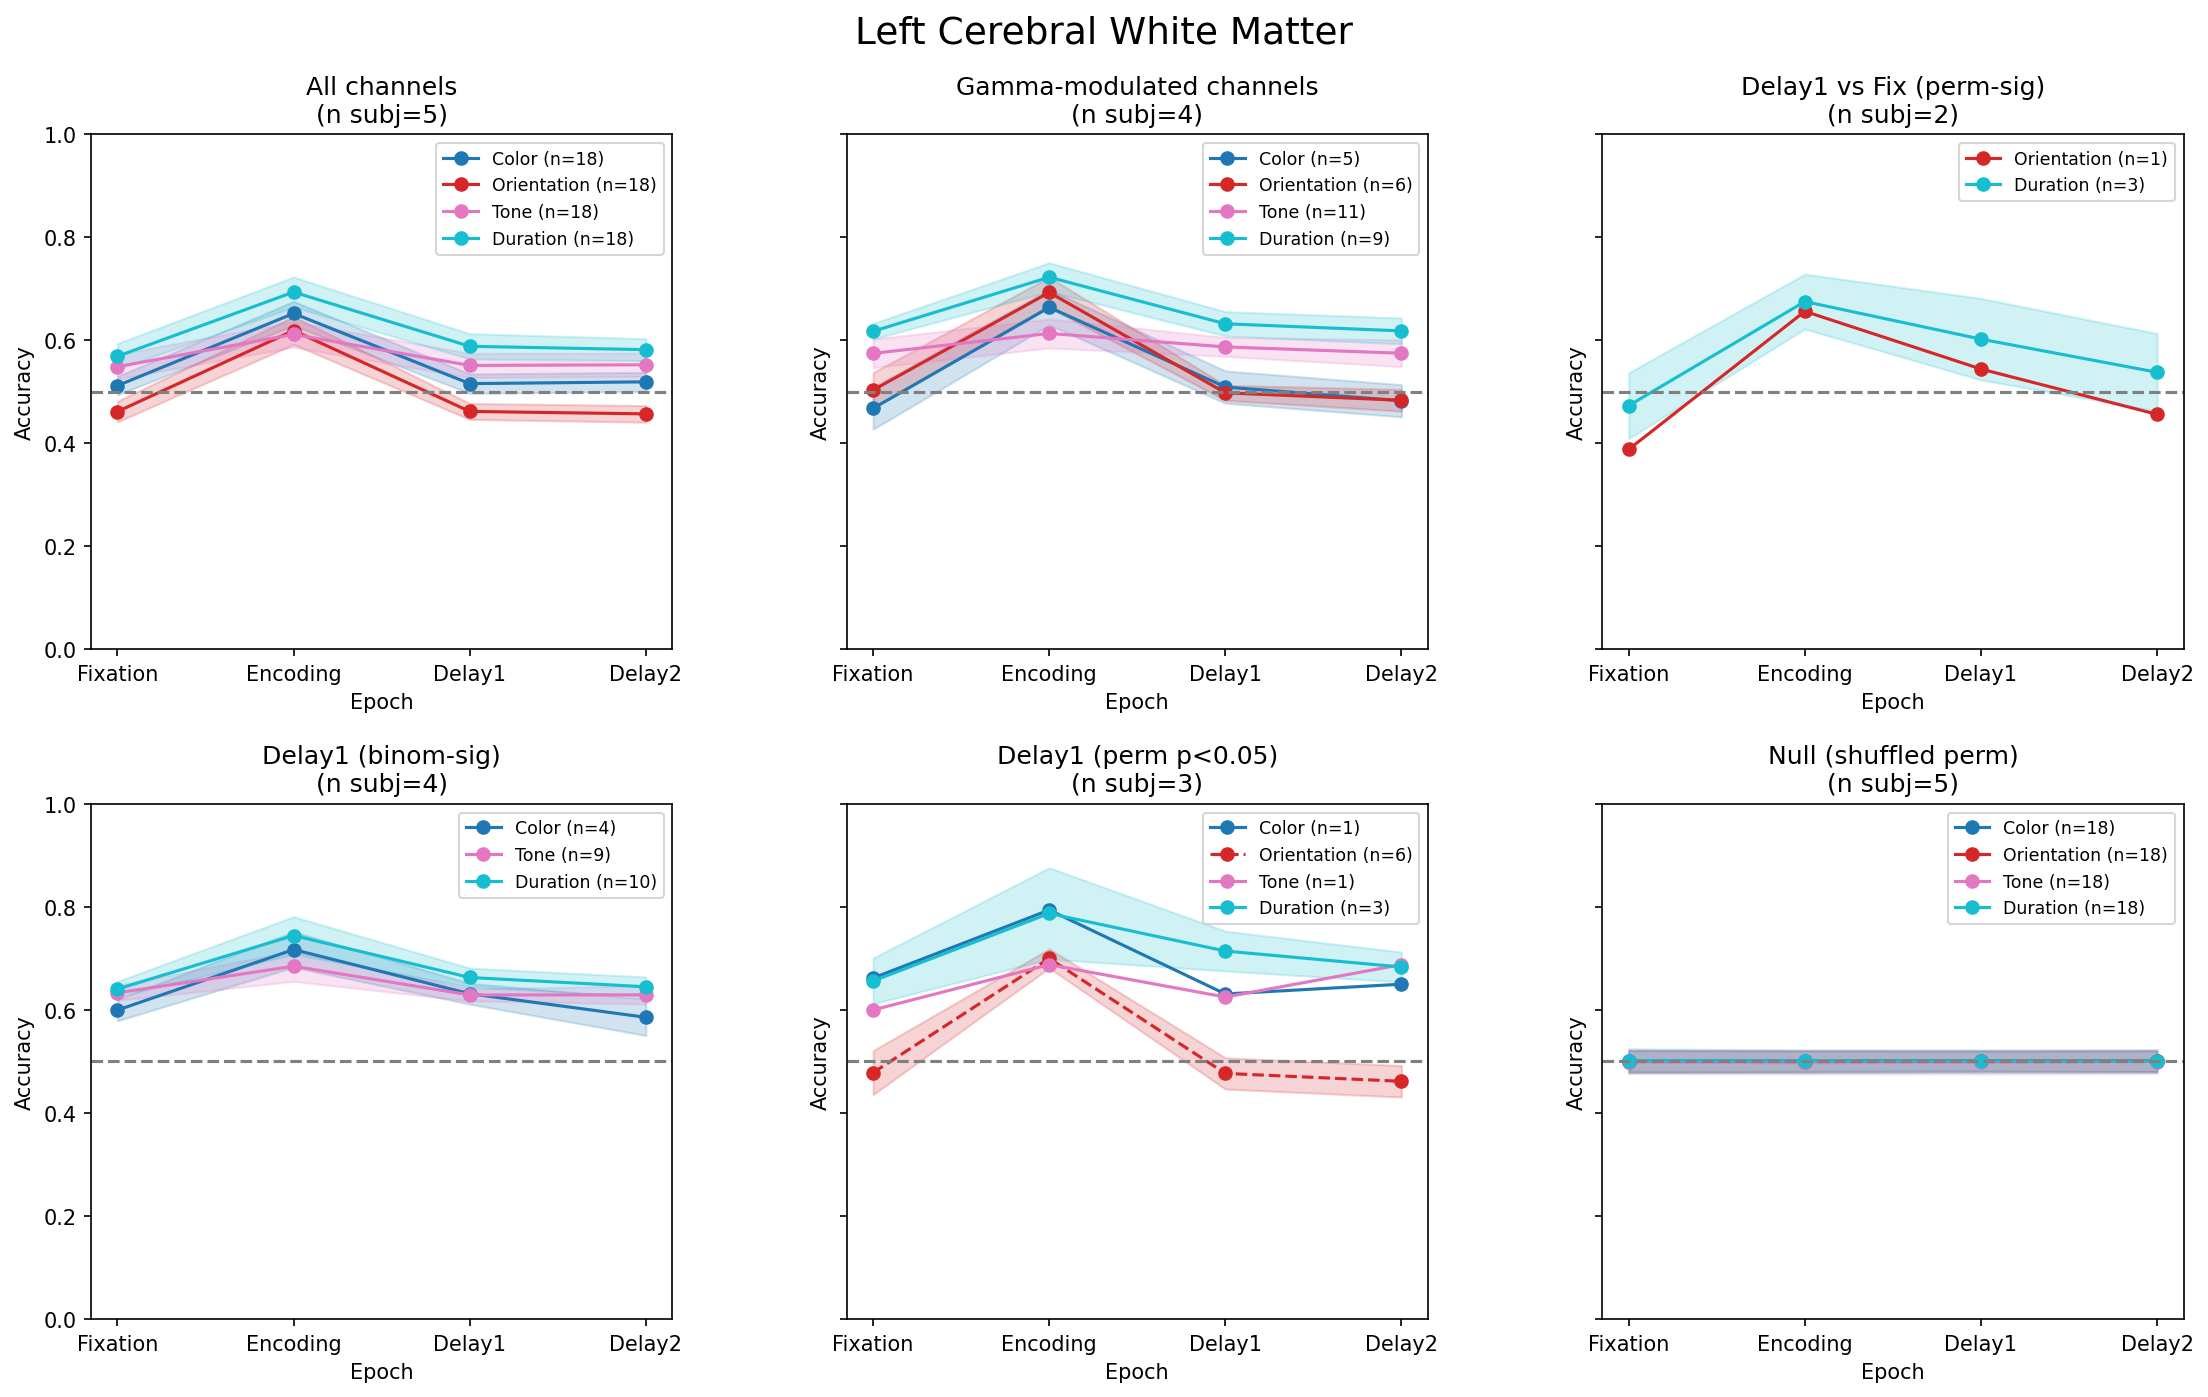 Left Cerebral White Matter
All channels
(n subj=5)
1.0
0.8
0.6
0.4
0.2
0.0
Accuracy
Color (n=18)
Orientation (n=18)
Tone (n=18)
Duration (n=18)
Fixation Encoding Delay1 Delay2
Epoch
Gamma-modulated channels
(n subj=4)
Accuracy
Color (n=5)
Orientation (n=6)
Tone (n=11)
Duration (n=9)
Fixation Encoding Delay1 Delay2
Epoch
Delay1 vs Fix (perm-sig)
(n subj=2)
Accuracy
Orientation (n=1)
Duration (n=3)
Fixation Encoding Delay1 Delay2
Epoch
Delay1 (binom-sig)
(n subj=4)
1.0
0.8
0.6
0.4
0.2
0.0
Accuracy
Color (n=4)
Tone (n=9)
Duration (n=10)
Fixation Encoding Delay1 Delay2
Epoch
Delay1 (perm p<0.05)
(n subj=3)
Accuracy
Color (n=1)
Orientation (n=6)
Tone (n=1)
Duration (n=3)
Fixation Encoding Delay1 Delay2
Epoch
Null (shuffled perm)
(n subj=5)
Accuracy
Color (n=18)
Orientation (n=18)
Tone (n=18)
Duration (n=18)
Fixation Encoding Delay1 Delay2
Epoch